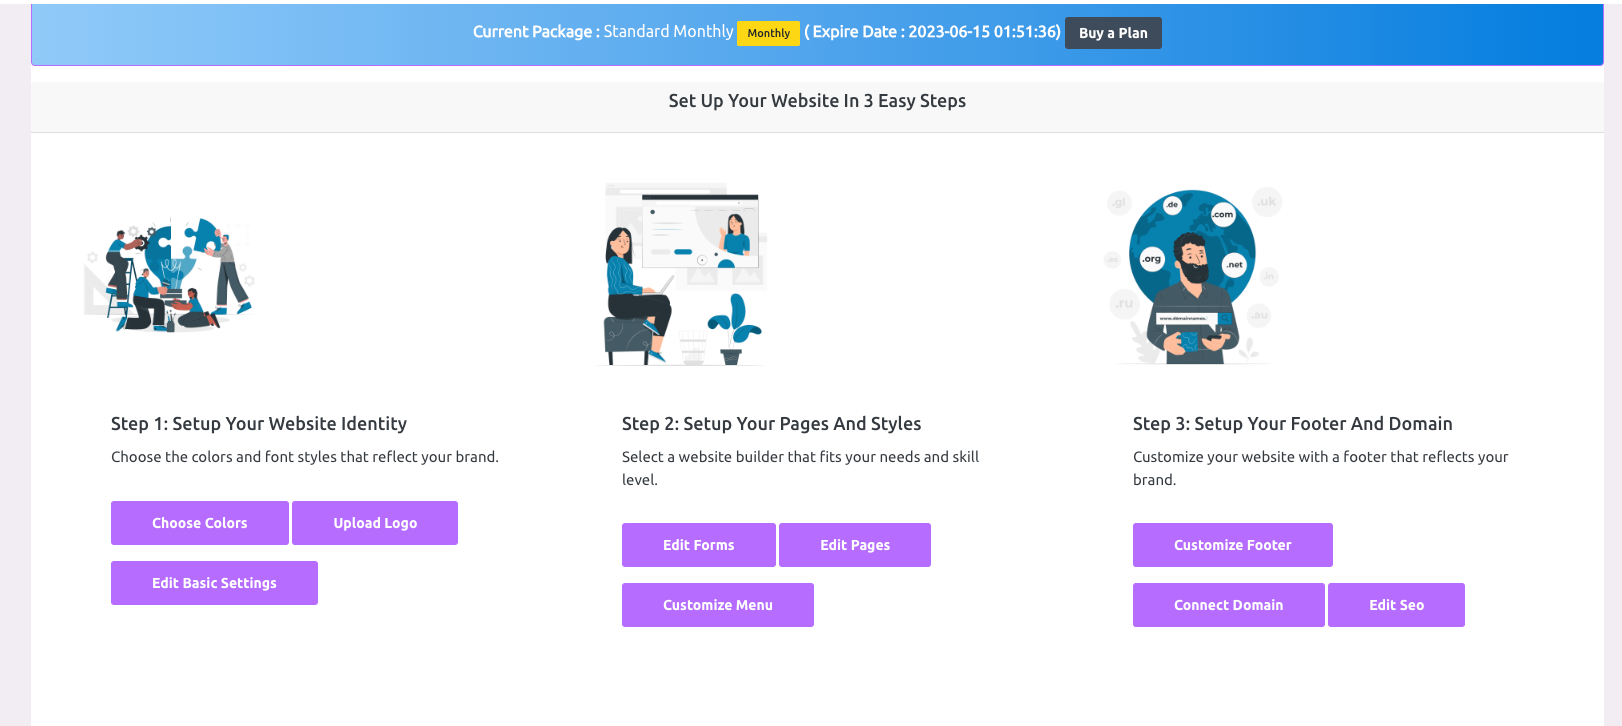 Current Package : Standard Monthly Monthly ( Expire Date : 2023-06-15 01:51:36) Buy a Plan
Set Up Your Website In 3 Easy Steps
.gl .de .com .uk
.org .net
.in
.ru .au
www.domainnames.
Step 1: Setup Your Website Identity
Choose the colors and font styles that reflect your brand.
Choose Colors Upload Logo
Edit Basic Settings
Step 2: Setup Your Pages And Styles
Select a website builder that fits your needs and skill
level.
Edit Forms Edit Pages
Customize Menu
Step 3: Setup Your Footer And Domain
Customize your website with a footer that reflects your
brand.
Customize Footer
Connect Domain Edit Seo